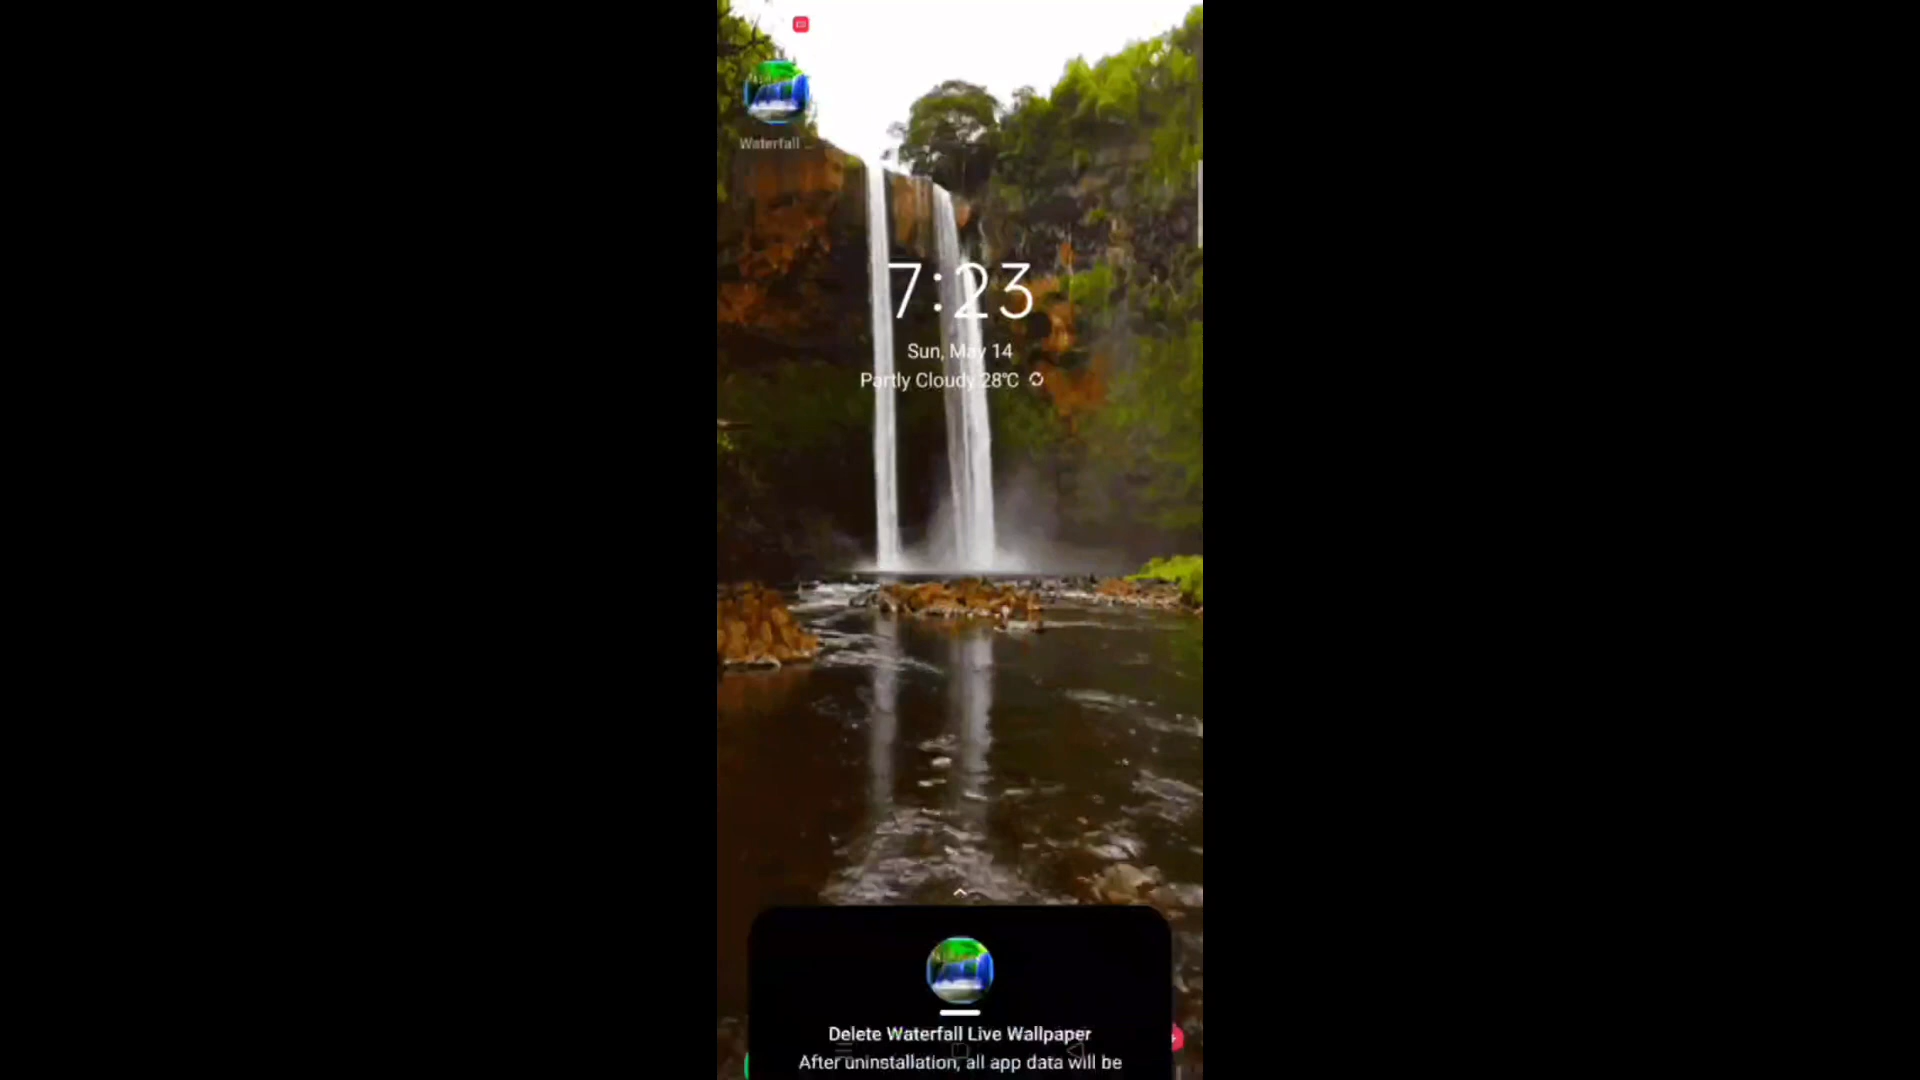 Waterfall ...
7:23
Sun, May 14
Partly Cloudy 28°C
Delete Waterfall Live Wallpaper
After uninstallation, all app data will be